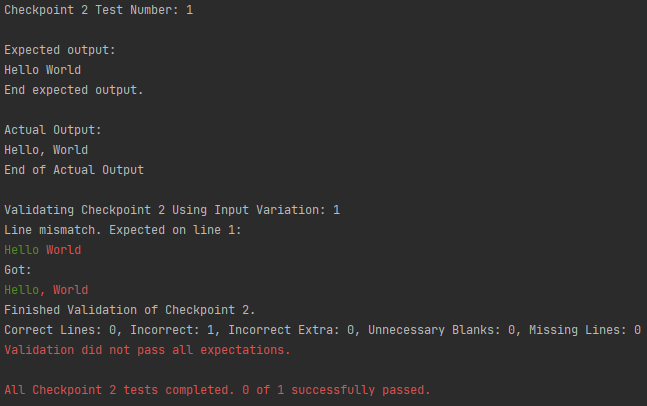 Checkpoint 2 Test Number: 1
Expected output:
Hello World
End expected output.
Actual Output:
Hello, World
End of Actual Output
Validating Checkpoint 2 Using Input Variation: 1
Line mismatch. Expected on line 1:
Hello World
Got:
Hello, World
Finished Validation of Checkpoint 2.
Correct Lines: 0, Incorrect: 1, Incorrect Extra: 0, Unnecessary Blanks: 0, Missing Lines: 0
Validation did not pass all expectations.
All Checkpoint 2 tests completed. 0 of 1 successfully passed.